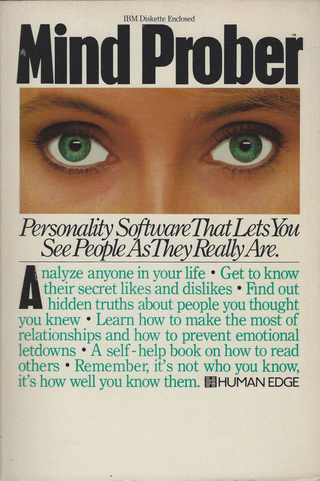 IBM Diskette Enclosed
Mind Prober™
Personality Software That Lets You
See People As They Really Are.
Analyze anyone in your life • Get to know
their secret likes and dislikes • Find out
hidden truths about people you thought
you knew • Learn how to make the most of
relationships and how to prevent emotional
letdowns • A self-help book on how to read
others • Remember, it's not who you know,
it's how well you know them. HUMAN EDGE